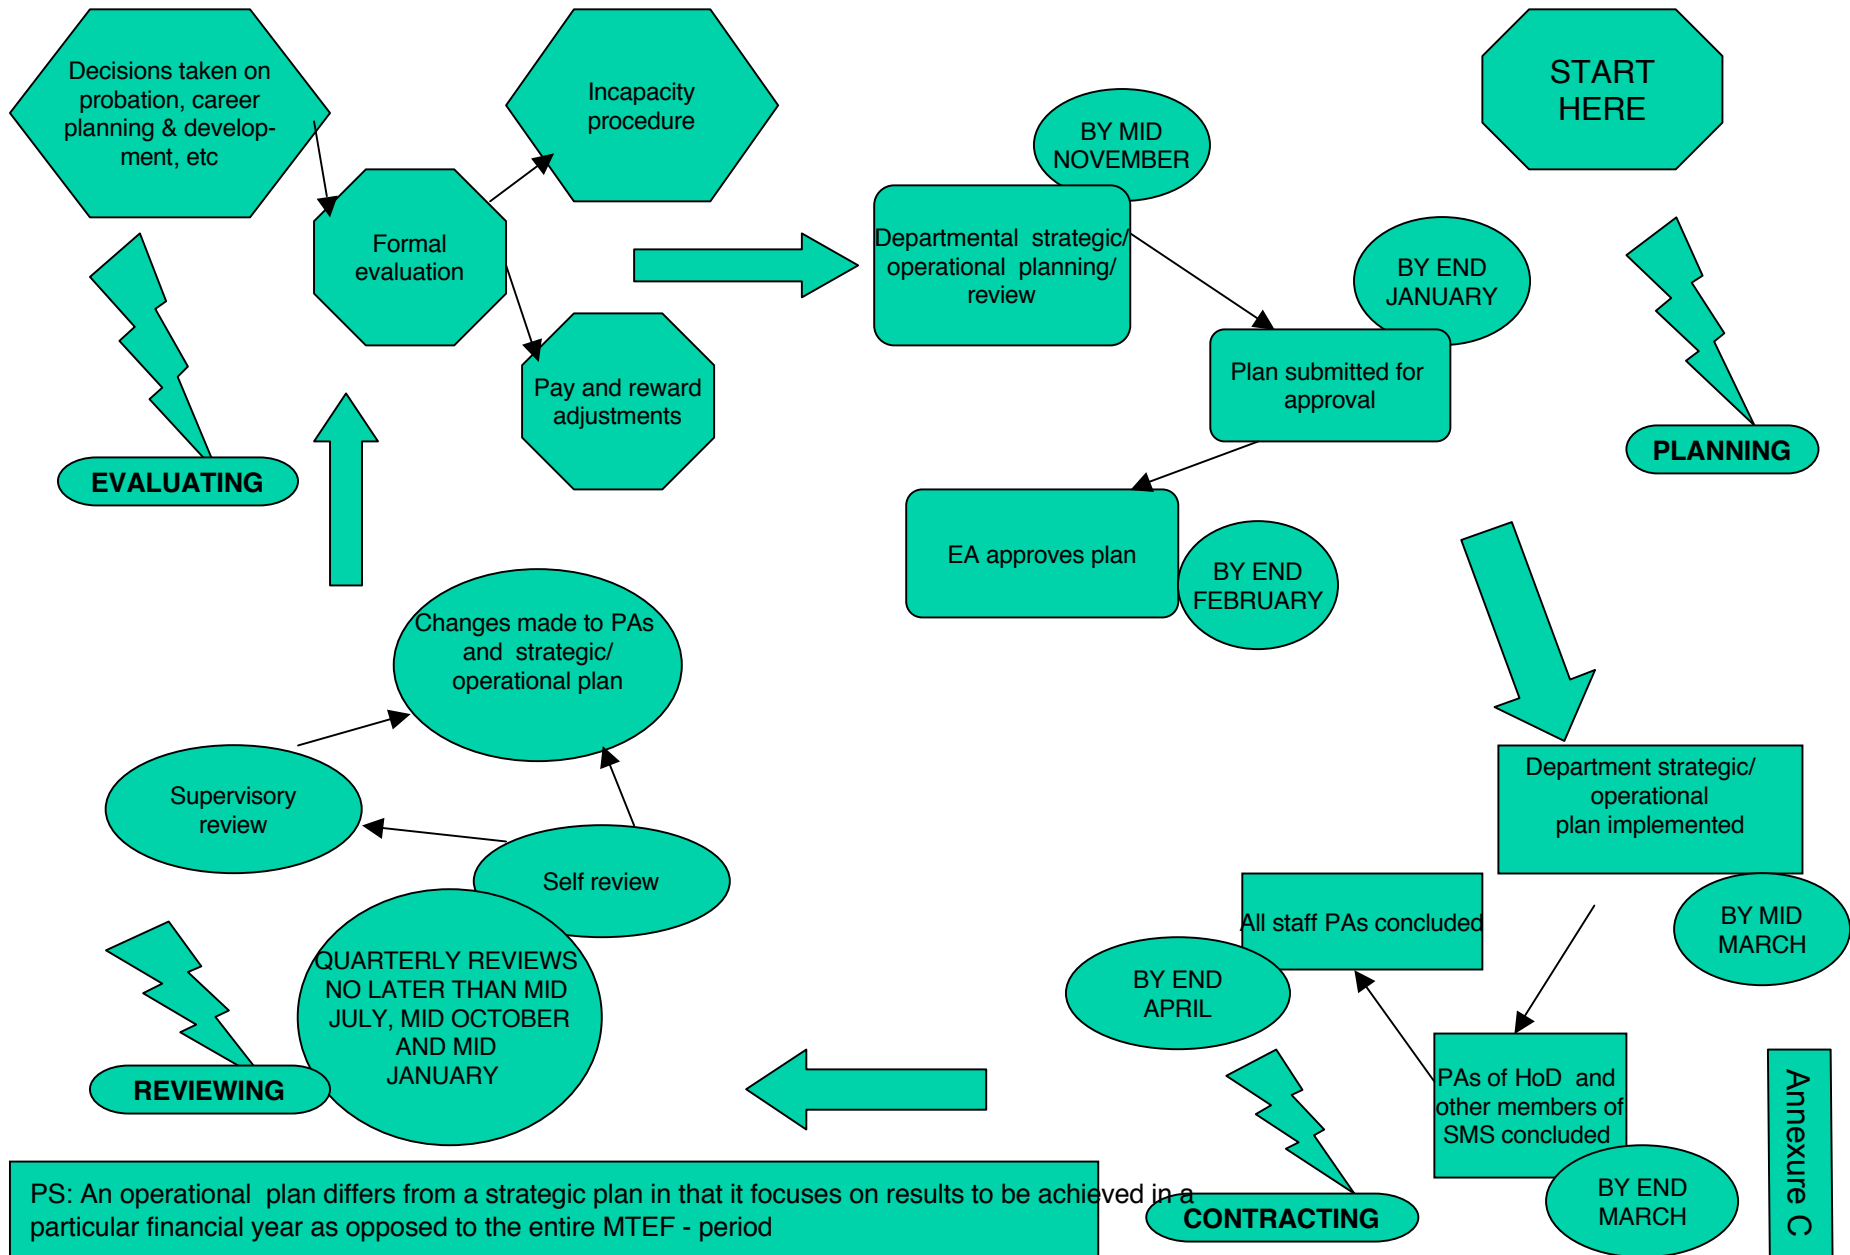 START
HERE
PLANNING
BY MID
NOVEMBER
Departmental strategic/
operational planning/
review
BY END
JANUARY
Plan submitted for
approval
EA approves plan
BY END
FEBRUARY
Department strategic/
operational
plan implemented
BY MID
MARCH
PAs of HoD and
other members of
SMS concluded
BY END
MARCH
All staff PAs concluded
BY END
APRIL
CONTRACTING
Annexure C
Self review
Supervisory
review
Changes made to PAs
and strategic/
operational plan
QUARTERLY REVIEWS
NO LATER THAN MID
JULY, MID OCTOBER
AND MID
JANUARY
REVIEWING
Decisions taken on
probation, career
planning & develop-
ment, etc
Formal
evaluation
Incapacity
procedure
Pay and reward
adjustments
EVALUATING
PS: An operational plan differs from a strategic plan in that it focuses on results to be achieved in a
particular financial year as opposed to the entire MTEF - period